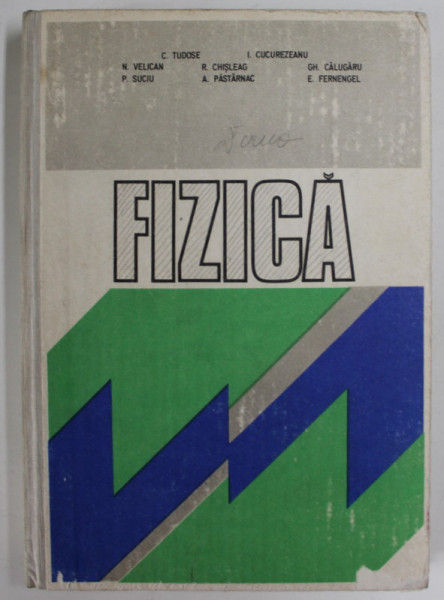 C. TUDOSE I. CUCUREZEANU
N. VELICAN R. CHIȘLEAG GH. CĂLUGĂRU
P. SUCIU A. PĂSTÂRNAC E. FERNENGEL
FIZICĂ